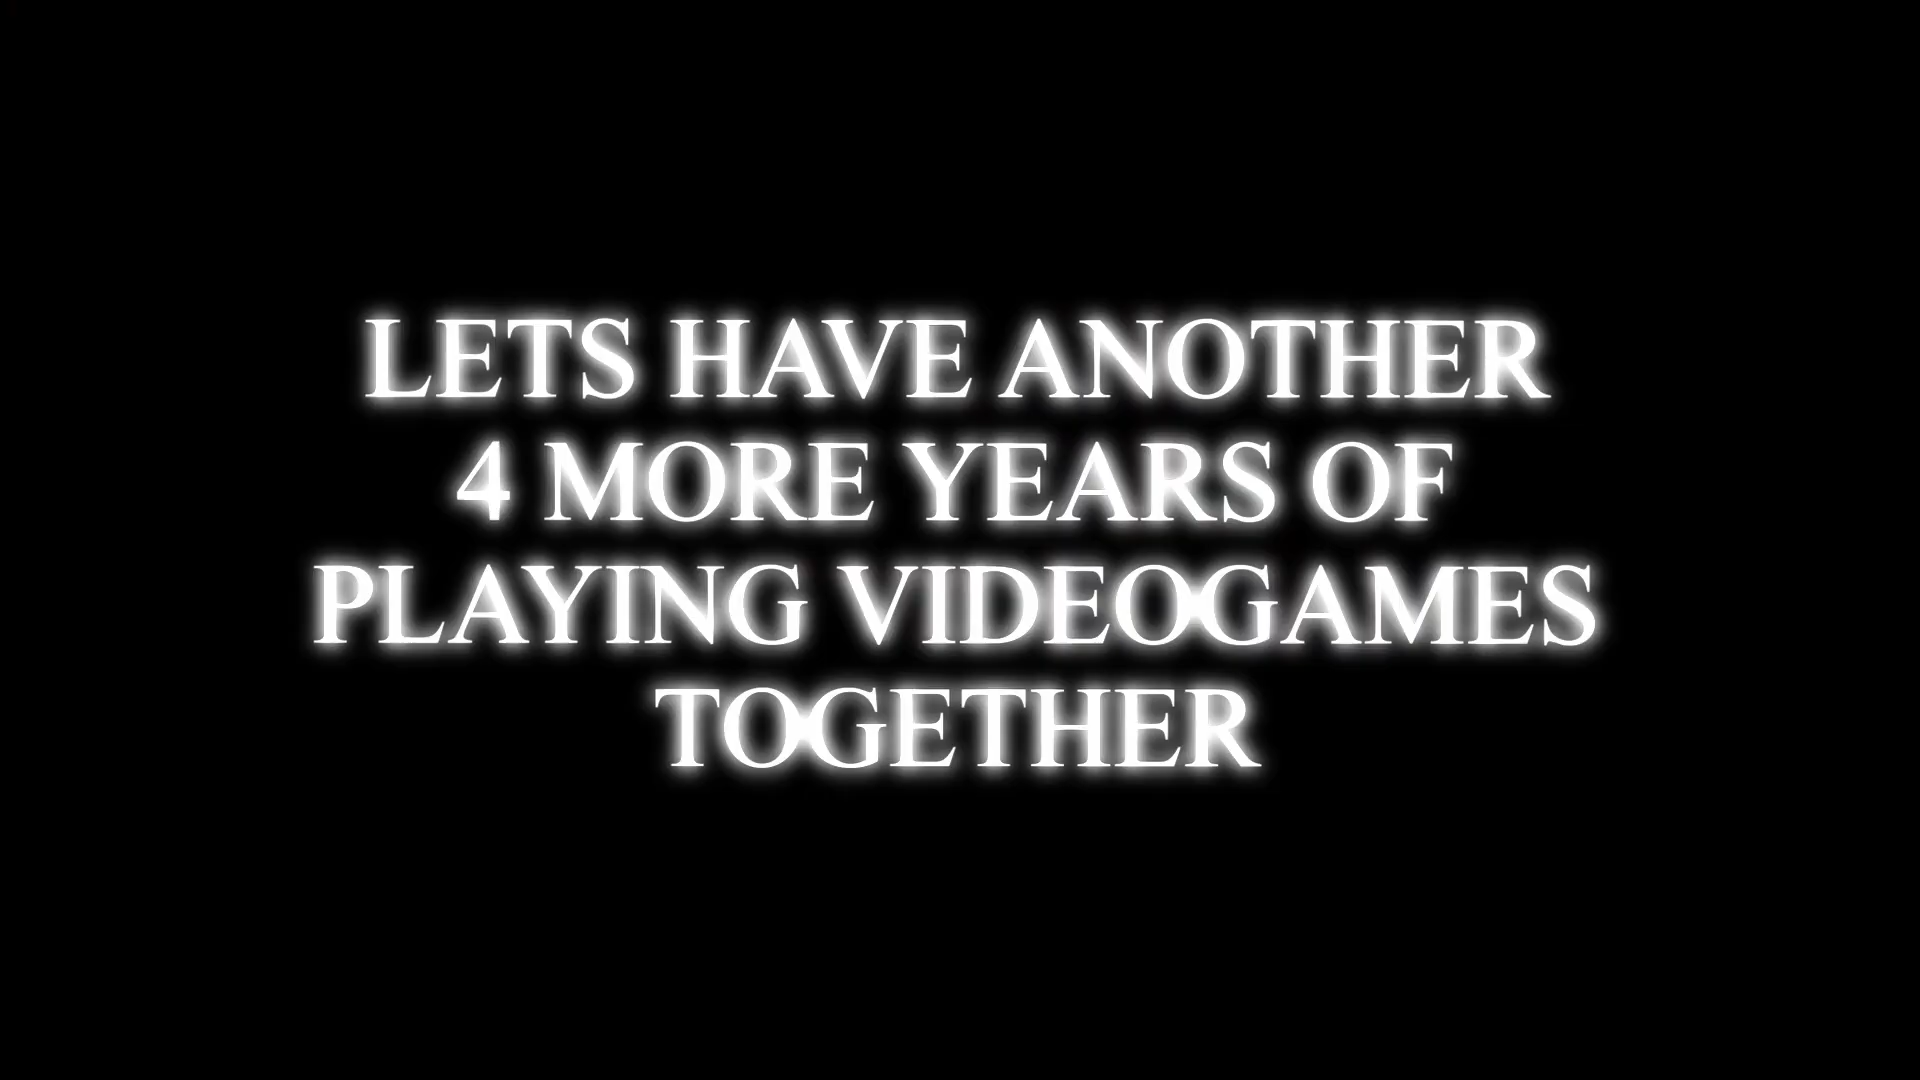 LETS HAVE ANOTHER
4 MORE YEARS OF
PLAYING VIDEOGAMES
TOGETHER